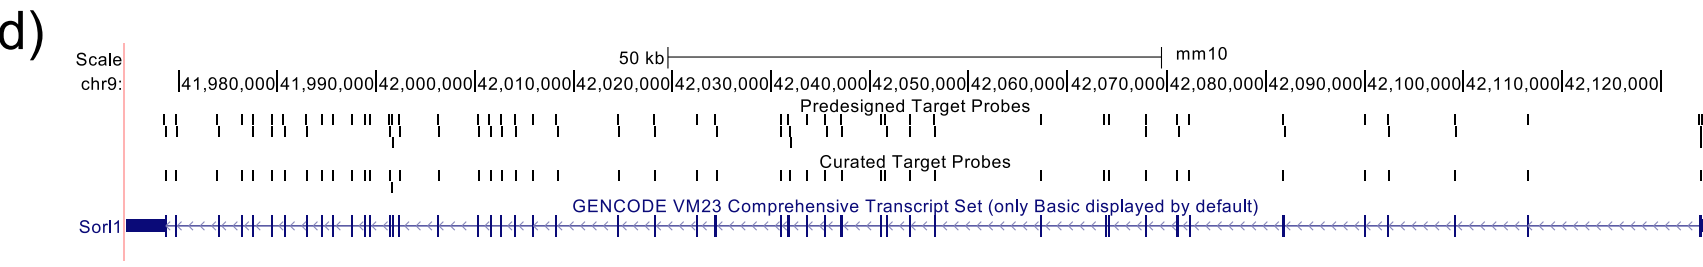 d)
Scale 50 kb mm10
chr9: 41,980,000 41,990,000 42,000,000 42,010,000 42,020,000 42,030,000 42,040,000 42,050,000 42,060,000 42,070,000 42,080,000 42,090,000 42,100,000 42,110,000 42,120,000
Predesigned Target Probes
Curated Target Probes
GENCODE VM23 Comprehensive Transcript Set (only Basic displayed by default)
Sorl1